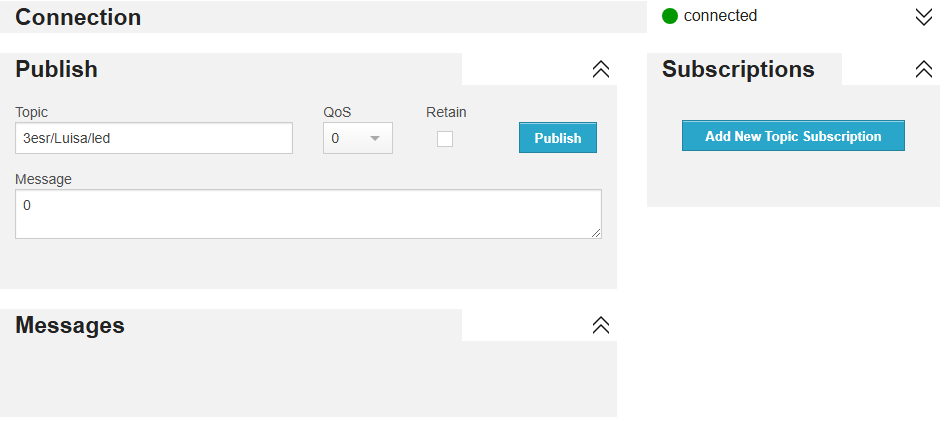 Connection
connected
Publish
Topic
QoS
Retain
3esr/Luisa/led
0
Publish
Message
0
Subscriptions
Add New Topic Subscription
Messages